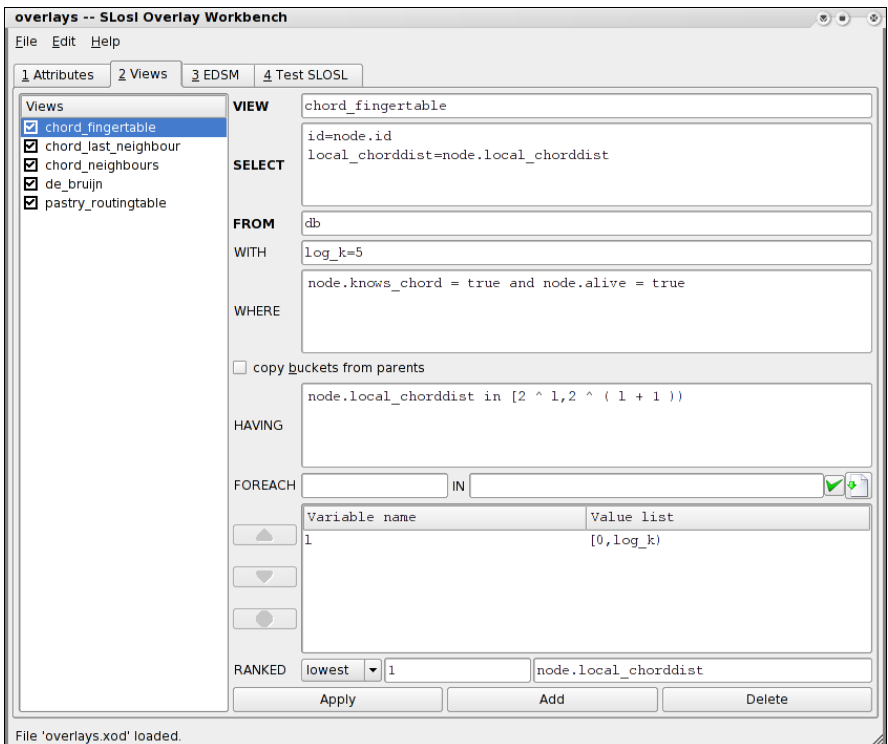 overlays -- SLosl Overlay Workbench
File Edit Help
1 Attributes 2 Views 3 EDSM 4 Test SLOSL
Views
chord_fingertable
chord_last_neighbour
chord_neighbours
de_bruijn
pastry_routingtable
VIEW chord_fingertable
SELECT
id=node.id
local_chorddist=node.local_chorddist
FROM db
WITH log_k=5
WHERE node.knows_chord = true and node.alive = true
copy buckets from parents
HAVING node.local_chorddist in [2 ^ l,2 ^ ( l + 1 ))
FOREACH IN
Variable name Value list
l [0,log_k)
RANKED lowest 1 node.local_chorddist
Apply Add Delete
File 'overlays.xod' loaded.